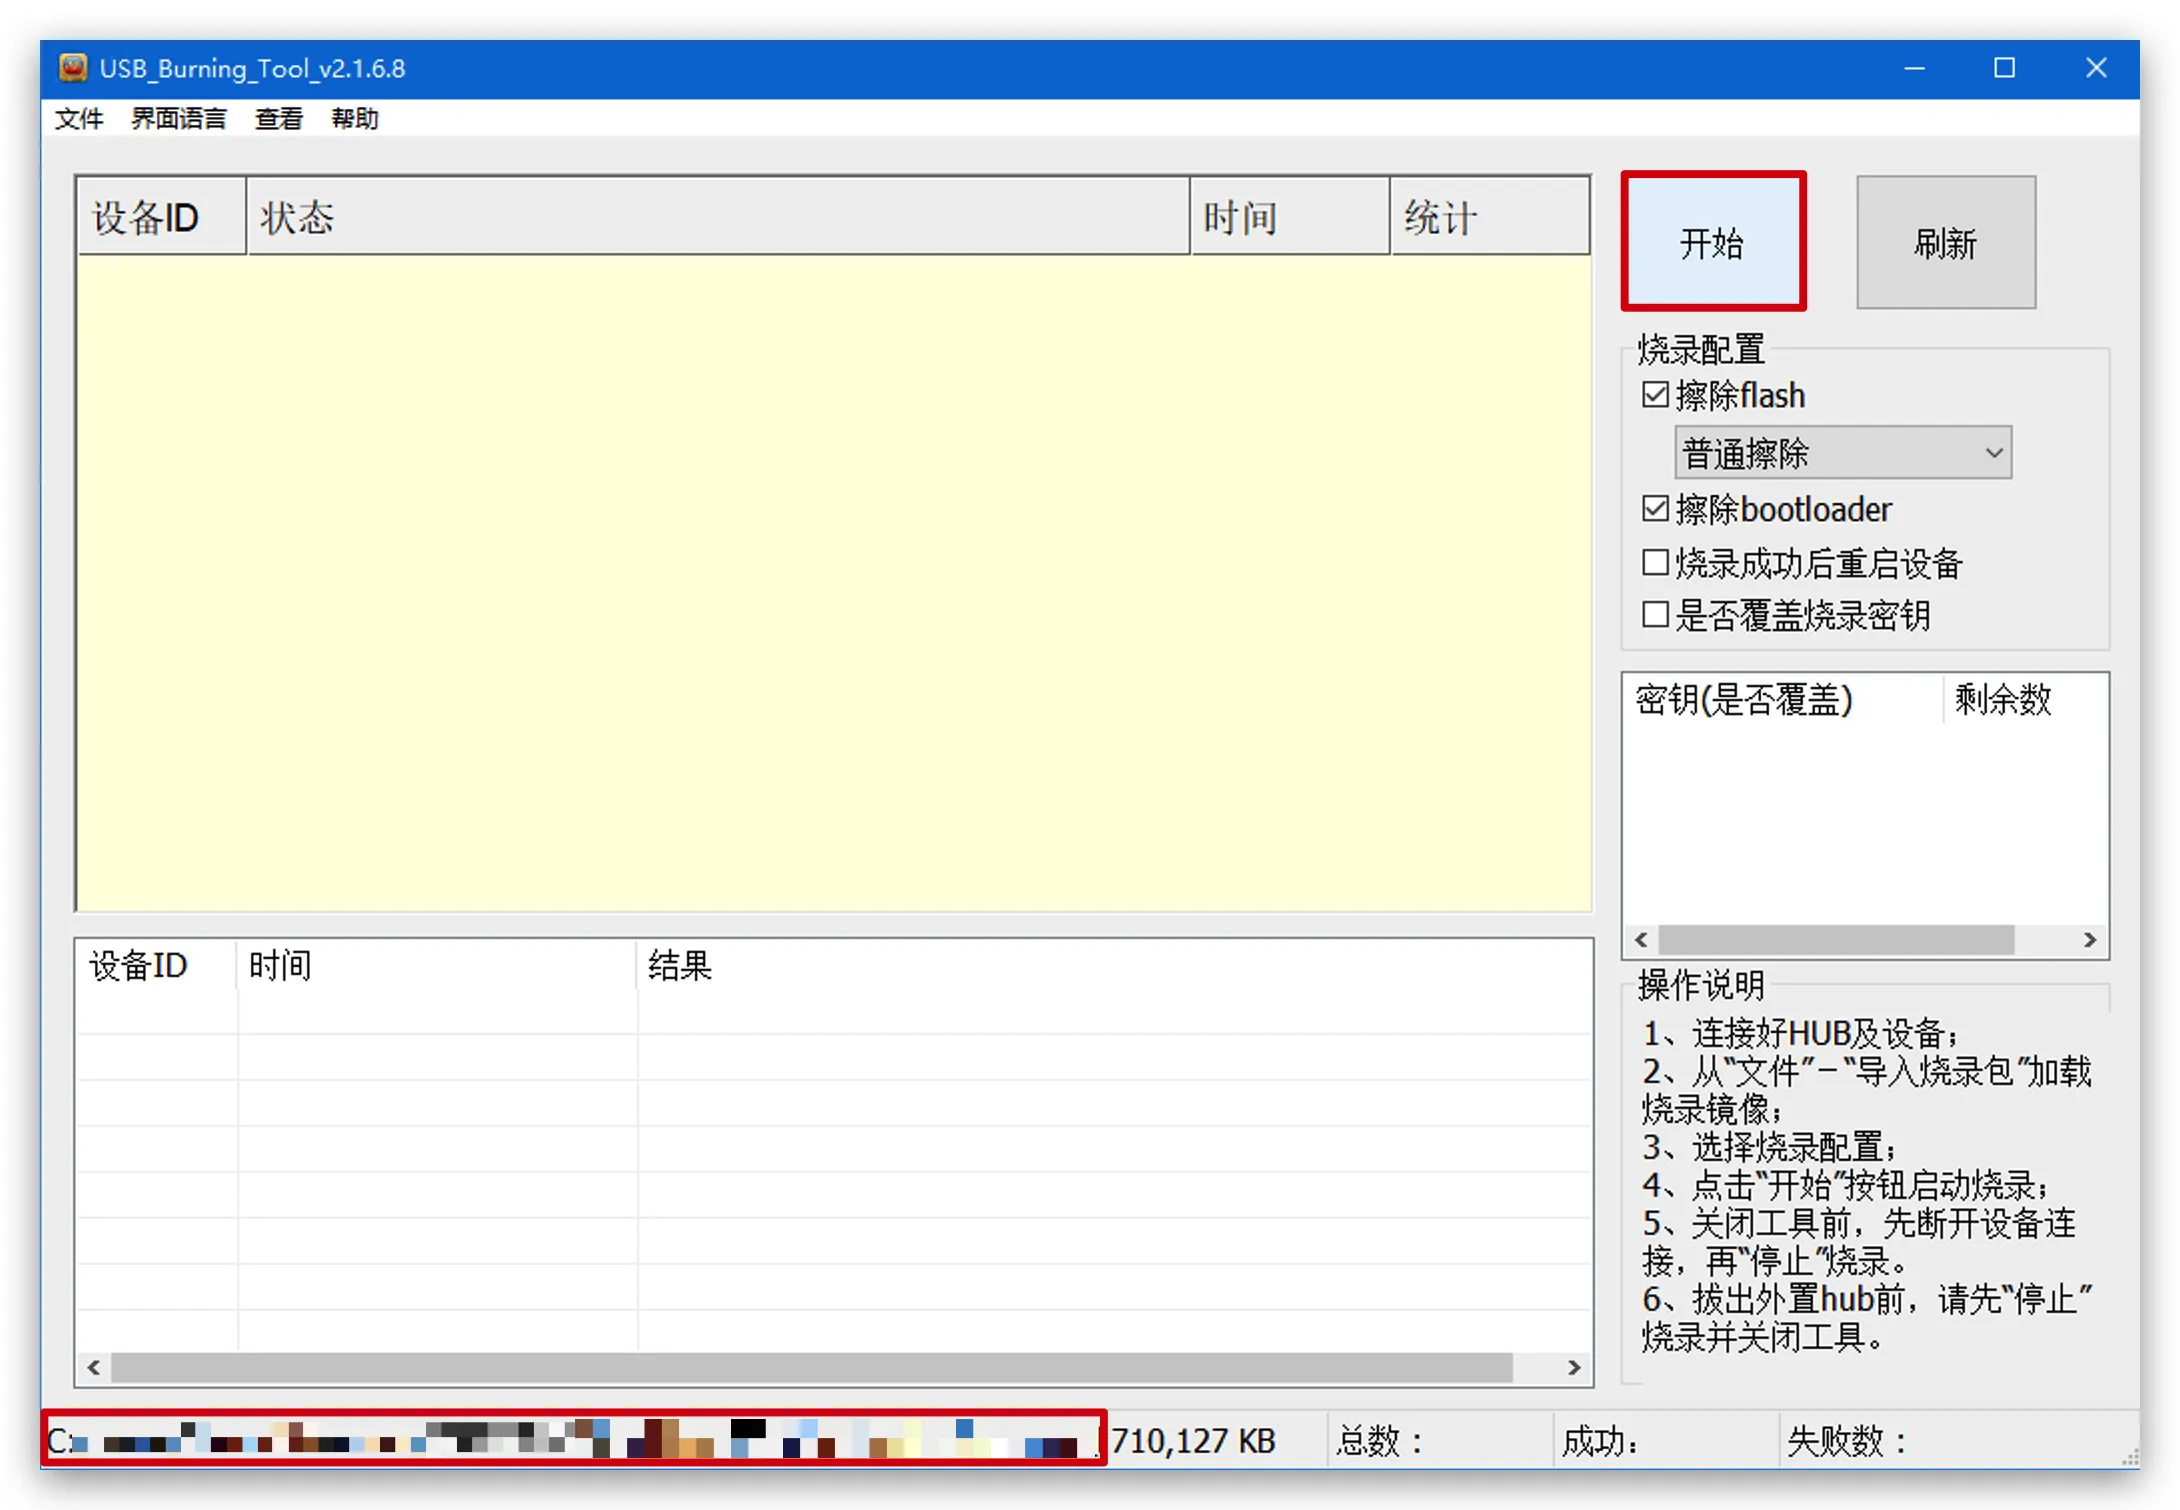 USB_Burning_Tool_v2.1.6.8
文件 界面语言 查看 帮助
设备ID 状态 时间 统计
开始 刷新
烧录配置
擦除flash
普通擦除
擦除bootloader
烧录成功后重启设备
是否覆盖烧录密钥
密钥(是否覆盖) 剩余数
设备ID 时间 结果
操作说明
1、连接好HUB及设备;
2、从“文件”-“导入烧录包”加载
烧录镜像;
3、选择烧录配置;
4、点击“开始”按钮启动烧录;
5、关闭工具前，先断开设备连
接，再“停止”烧录。
6、拔出外置hub前，请先“停止”
烧录并关闭工具。
C: 710,127 KB 总数： 成功: 失败数：